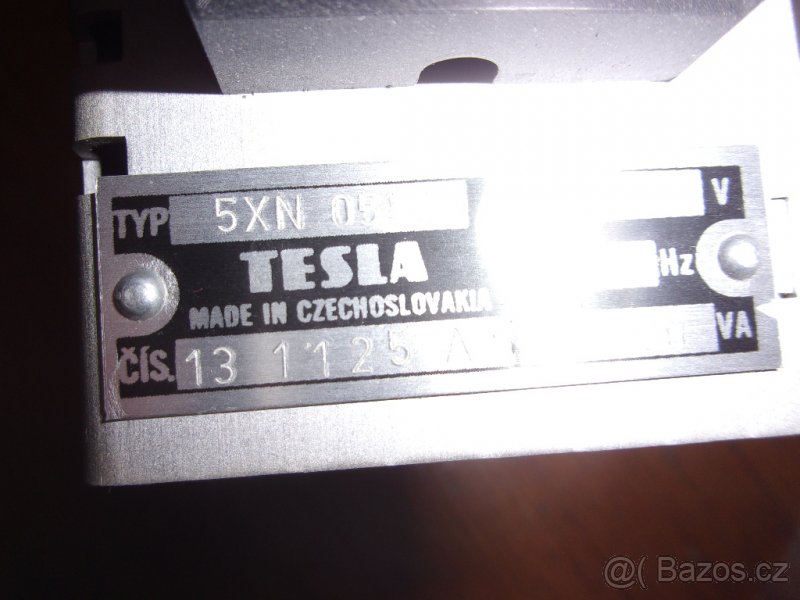 TYP 5XN 05 V
TESLA Hz
MADE IN CZECHOSLOVAKIA
ČÍS. 13 1125 A VA
@( Bazos.cz